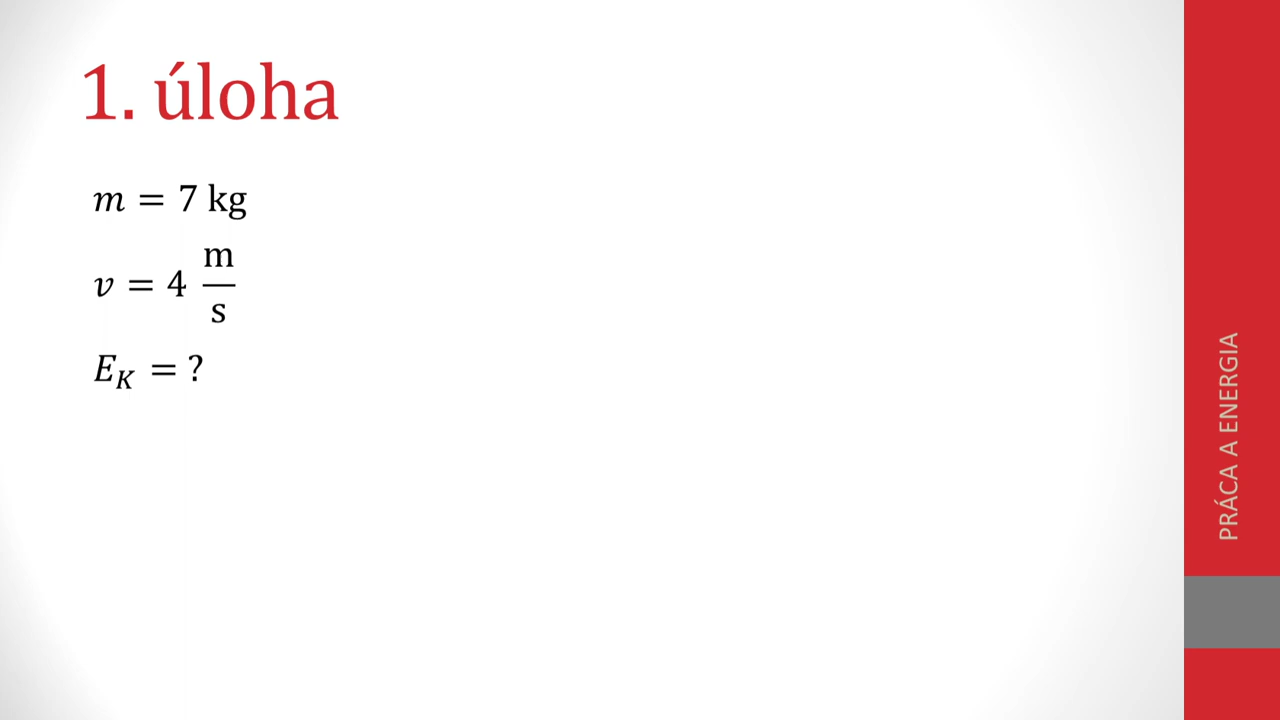 1. úloha
m = 7 kg
v = 4 m/s
E_K = ?
PRÁCA A ENERGIA